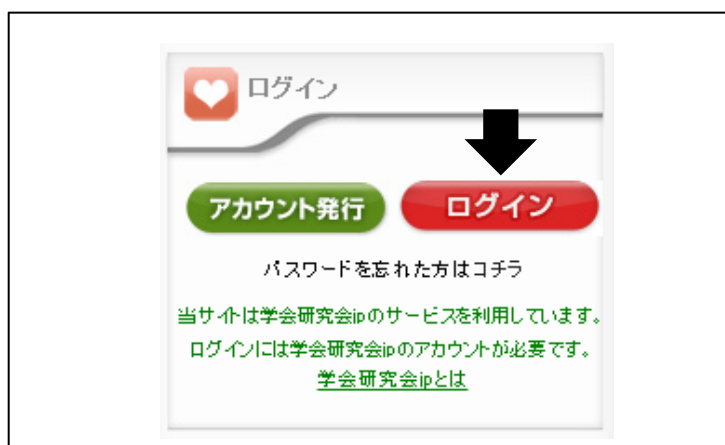 ログイン
アカウント発行 ログイン
パスワードを忘れた方はコチラ
当サイトは学会研究会ipのサービスを利用しています。
ログインには学会研究会ipのアカウントが必要です。
学会研究会ipとは